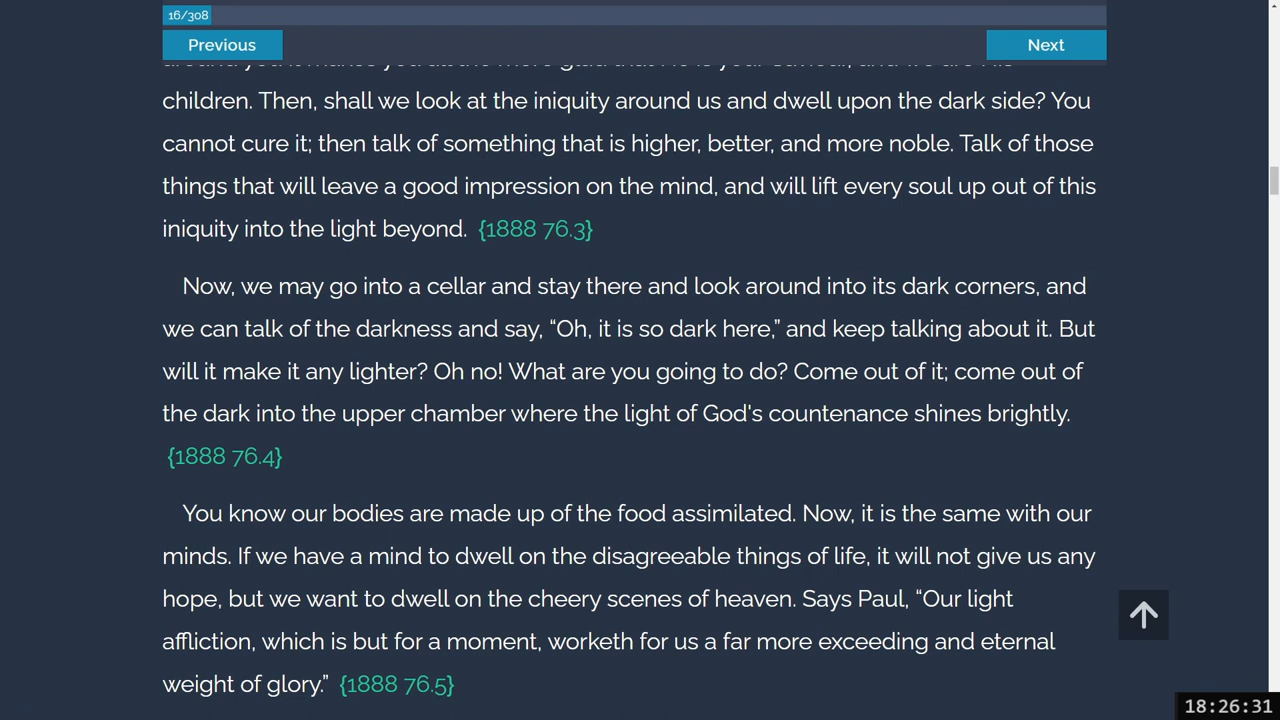 16/308
Previous
Next
children. Then, shall we look at the iniquity around us and dwell upon the dark side? You
cannot cure it; then talk of something that is higher, better, and more noble. Talk of those
things that will leave a good impression on the mind, and will lift every soul up out of this
iniquity into the light beyond. {1888 76.3}
Now, we may go into a cellar and stay there and look around into its dark corners, and
we can talk of the darkness and say, “Oh, it is so dark here,” and keep talking about it. But
will it make it any lighter? Oh no! What are you going to do? Come out of it; come out of
the dark into the upper chamber where the light of God's countenance shines brightly.
{1888 76.4}
You know our bodies are made up of the food assimilated. Now, it is the same with our
minds. If we have a mind to dwell on the disagreeable things of life, it will not give us any
hope, but we want to dwell on the cheery scenes of heaven. Says Paul, “Our light
affliction, which is but for a moment, worketh for us a far more exceeding and eternal
weight of glory.” {1888 76.5}
18:26:31